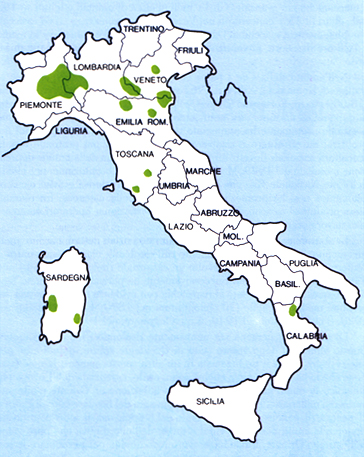 TRENTINO
FRIULI
LOMBARDIA
VENETO
PIEMONTE
EMILIA ROM.
LIGURIA
TOSCANA
MARCHE
UMBRIA
ABRUZZO
LAZIO
MOL.
CAMPANIA
PUGLIA
SARDEGNA
BASIL.
CALABRIA
SICILIA